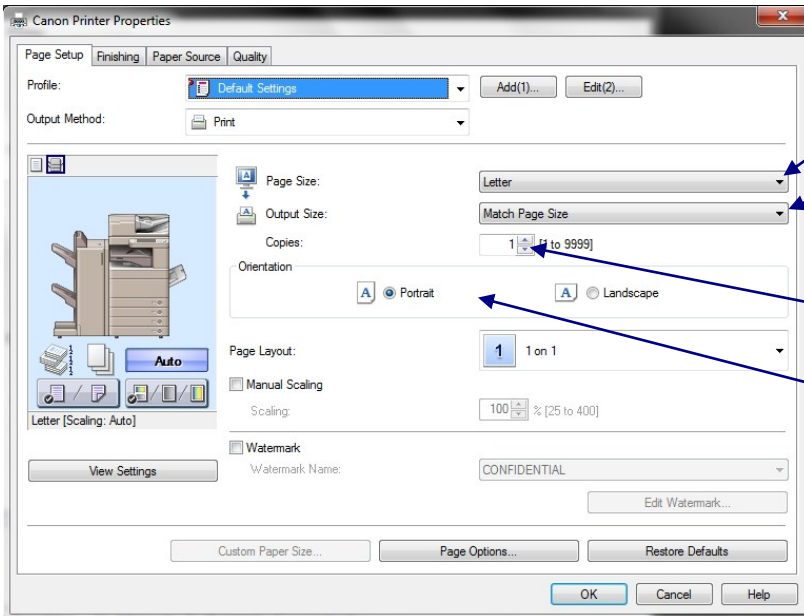 Canon Printer Properties
Page Setup Finishing Paper Source Quality
Profile: Default Settings Add(1)... Edit(2)...
Output Method: Print
Page Size: Letter
Output Size: Match Page Size
Copies: 1 [1 to 9999]
Orientation
A Portrait A Landscape
Page Layout: 1 1 on 1
Auto
Manual Scaling
Scaling: 100 % [25 to 400]
Letter [Scaling: Auto]
Watermark
View Settings Watermark Name: CONFIDENTIAL
Edit Watermark...
Custom Paper Size... Page Options... Restore Defaults
OK Cancel Help